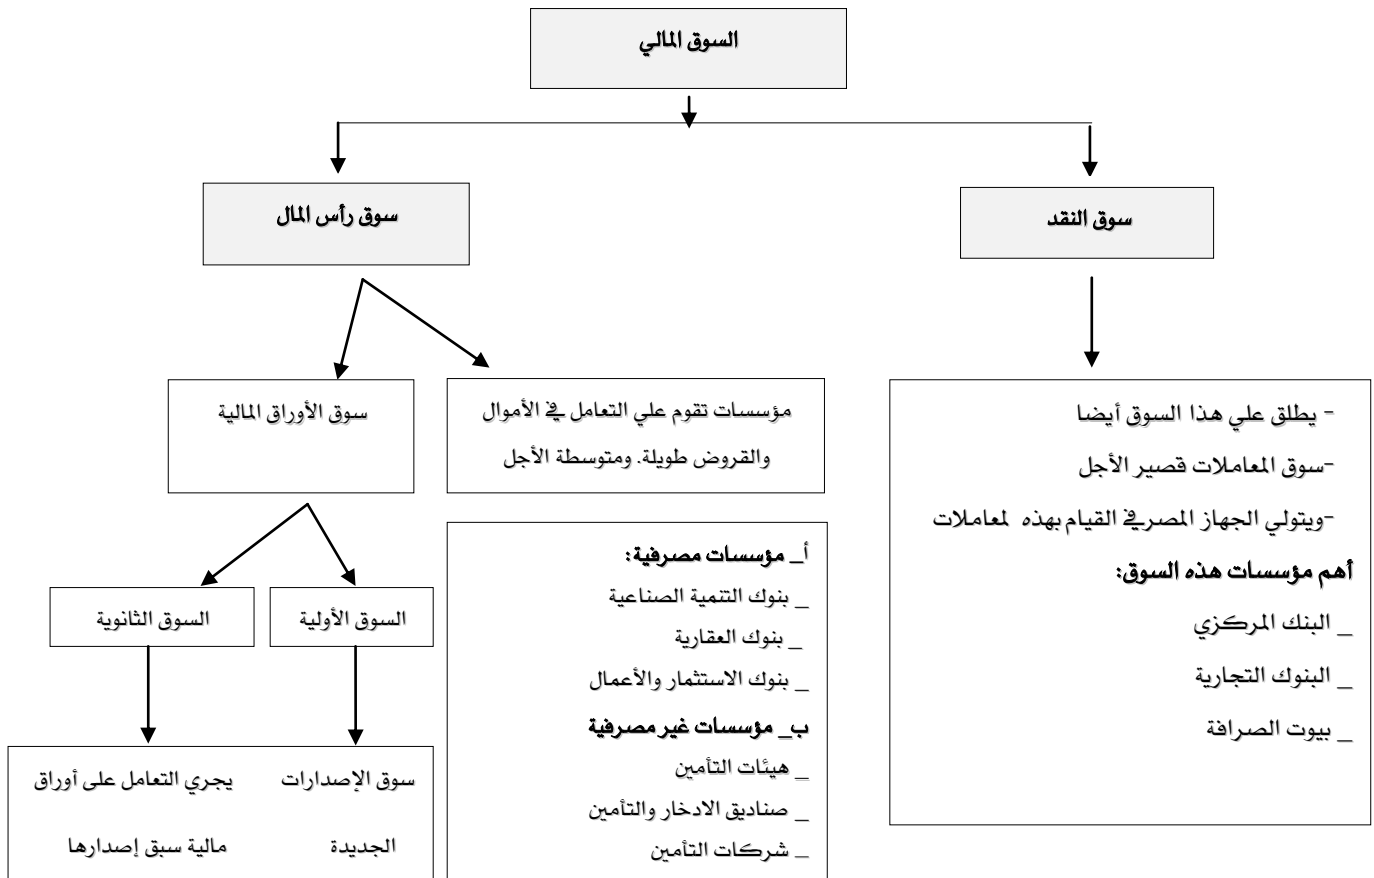 السوق المالي
سوق النقد
سوق رأس المال
- يطلق علي هذا السوق أيضا
-سوق المعاملات قصير الأجل
-ويتولي الجهاز المصرفي القيام بهذه لمعاملات
أهم مؤسسات هذه السوق:
_ البنك المركزي
_ البنوك التجارية
_ بيوت الصرافة
مؤسسات تقوم علي التعامل في الأموال
والقروض طويلة. ومتوسطة الأجل
أ_ مؤسسات مصرفية:
_ بنوك التنمية الصناعية
_ بنوك العقارية
_ بنوك الاستثمار والأعمال
ب_ مؤسسات غير مصرفية
_ هيئات التأمين
_ صناديق الادخار والتأمين
_ شركات التأمين
سوق الأوراق المالية
السوق الأولية
السوق الثانوية
سوق الإصدارات
الجديدة
يجري التعامل على أوراق
مالية سبق إصدارها